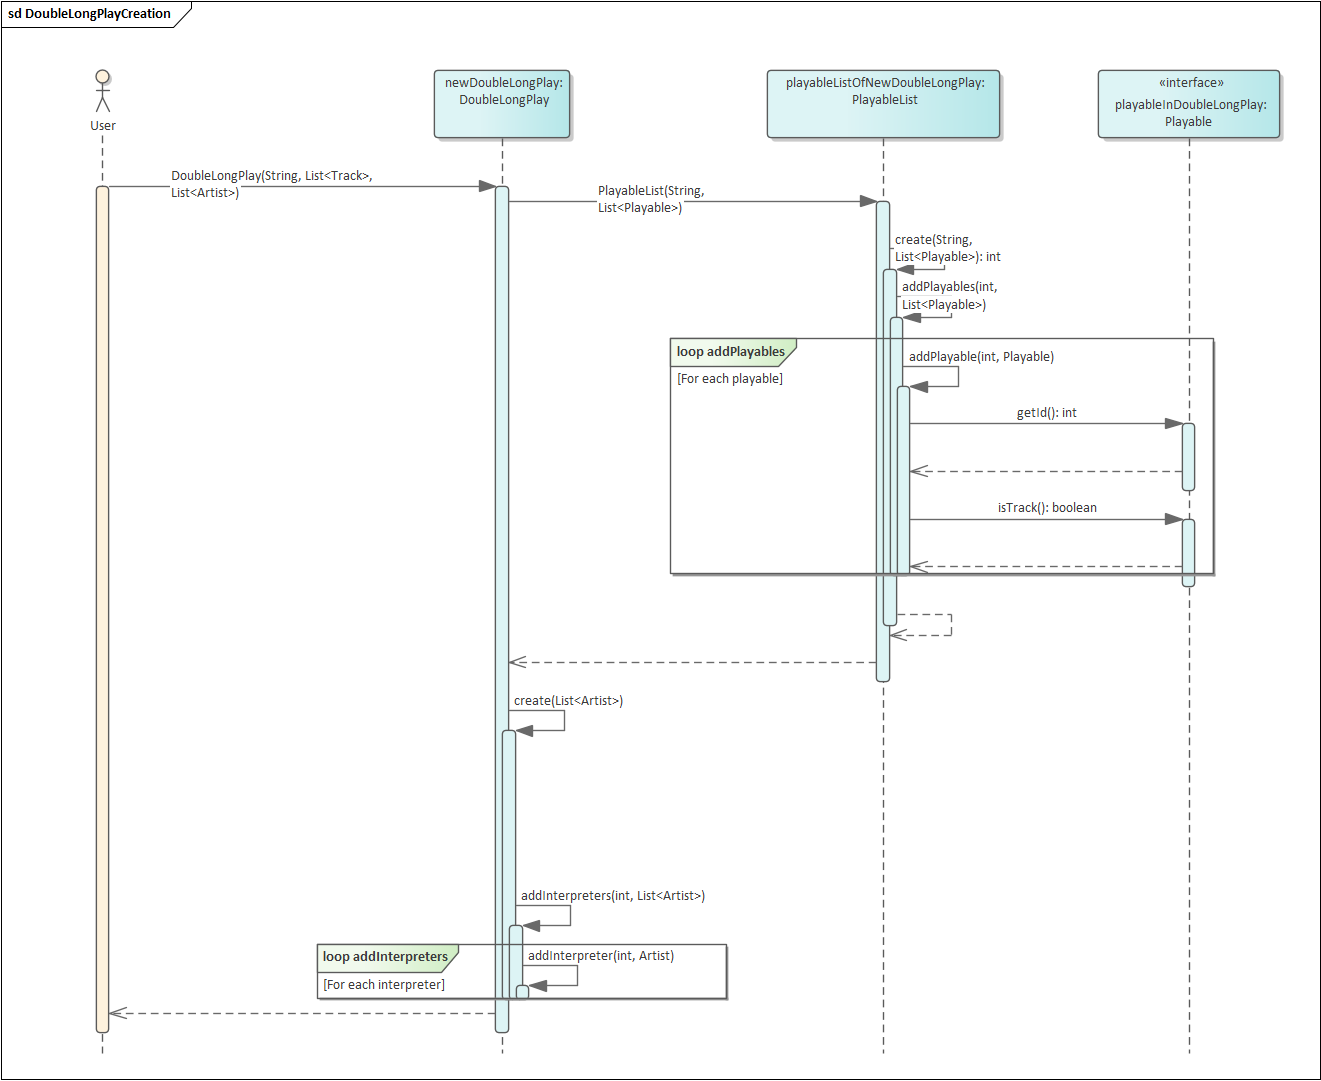 sd DoubleLongPlayCreation
User
newDoubleLongPlay:
DoubleLongPlay
playableListOfNewDoubleLongPlay:
PlayableList
«interface»
playableInDoubleLongPlay:
Playable
DoubleLongPlay(String, List<Track>,
List<Artist>)
PlayableList(String,
List<Playable>)
create(String,
List<Playable>): int
addPlayables(int,
List<Playable>)
loop addPlayables
[For each playable]
addPlayable(int, Playable)
getId(): int
isTrack(): boolean
create(List<Artist>)
addInterpreters(int, List<Artist>)
loop addInterpreters
[For each interpreter]
addInterpreter(int, Artist)